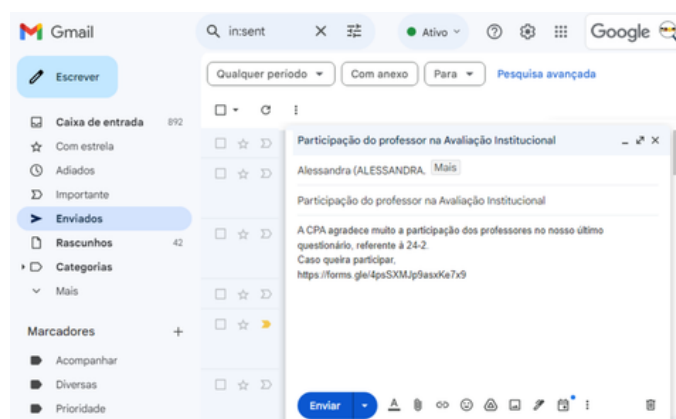 Gmail
in:sent
Ativo
Google
Escrever
Qualquer período
Com anexo
Para
Pesquisa avançada
Caixa de entrada 892
Com estrela
Adiados
Importante
Enviados
Rascunhos 42
Categorias
Mais
Marcadores
Acompanhar
Diversas
Prioridade
Participação do professor na Avaliação Institucional
Alessandra (ALESSANDRA. Mais
Participação do professor na Avaliação Institucional
A CPA agradece muito a participação dos professores no nosso último
questionário, referente à 24-2.
Caso queira participar,
https://forms.gle/4psSXMJp9asxKe7x9
Enviar